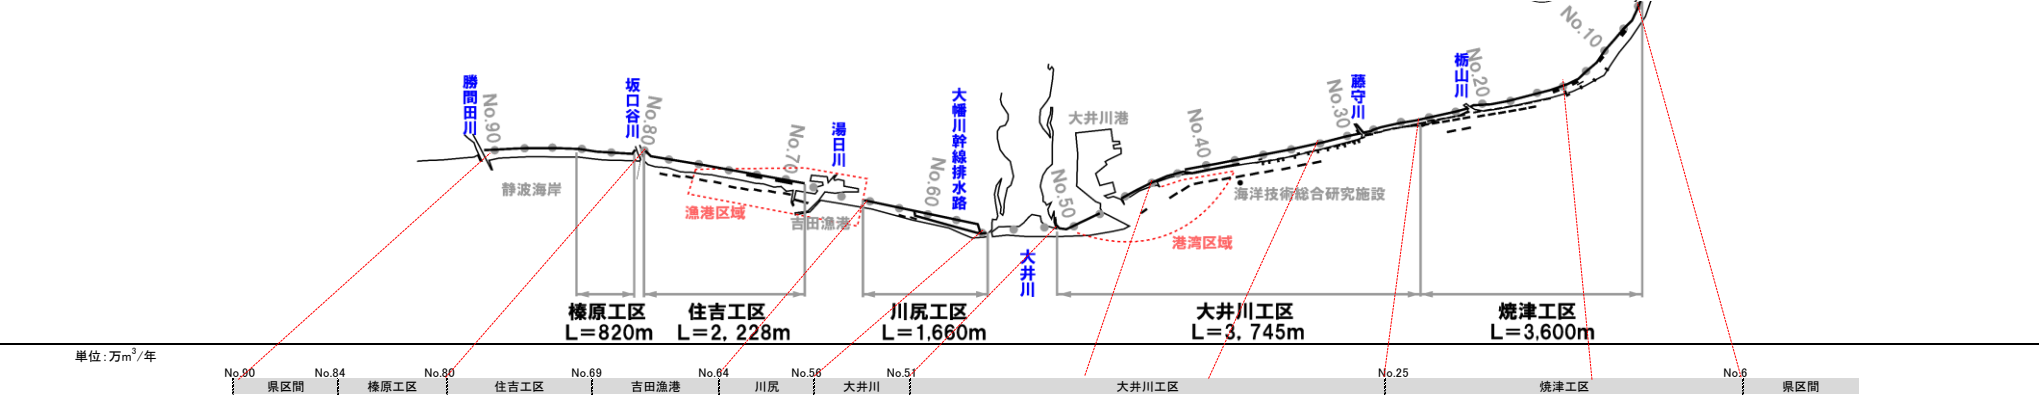 No.10
勝間田川
No.90
坂口谷川
No.80
No.70
湯日川
No.60
大幡川幹線排水路
No.50
大井川港
No.40
No.30
藤守川
栃山川
No.20
静波海岸
漁港区域
吉田漁港
大井川
港湾区域
海洋技術総合研究施設
榛原工区
L=820m
住吉工区
L=2, 228m
川尻工区
L=1,660m
大井川工区
L=3, 745m
焼津工区
L=3,600m
単位:万m³/年
No.90 No.84 No.80 No.69 No.64 No.56 No.51 No.25 No.6
県区間 榛原工区 住吉工区 吉田漁港 川尻 大井川 大井川工区 焼津工区 県区間